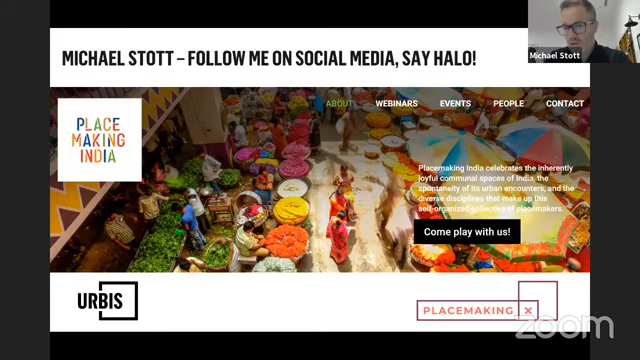 MICHAEL STOTT – FOLLOW ME ON SOCIAL MEDIA, SAY HALO!
Michael Stott
PLACE
MAKING
INDIA
ABOUT WEBINARS EVENTS PEOPLE CONTACT
Placemaking India celebrates the inherently
joyful communal spaces of India, the
spontaneity of its urban encounters, and the
diverse disciplines that make up this
self-organized collective of placemakers.
Come play with us!
URBIS
PLACEMAKING X
zoom